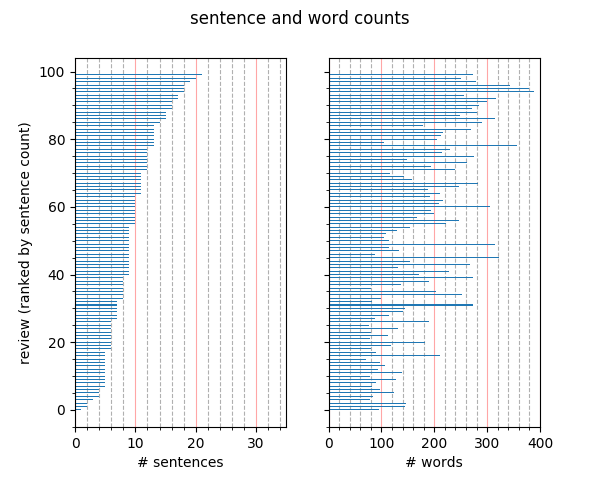 sentence and word counts
review (ranked by sentence count)
100
80
60
40
20
0
0 10 20 30
# sentences
0 100 200 300 400
# words